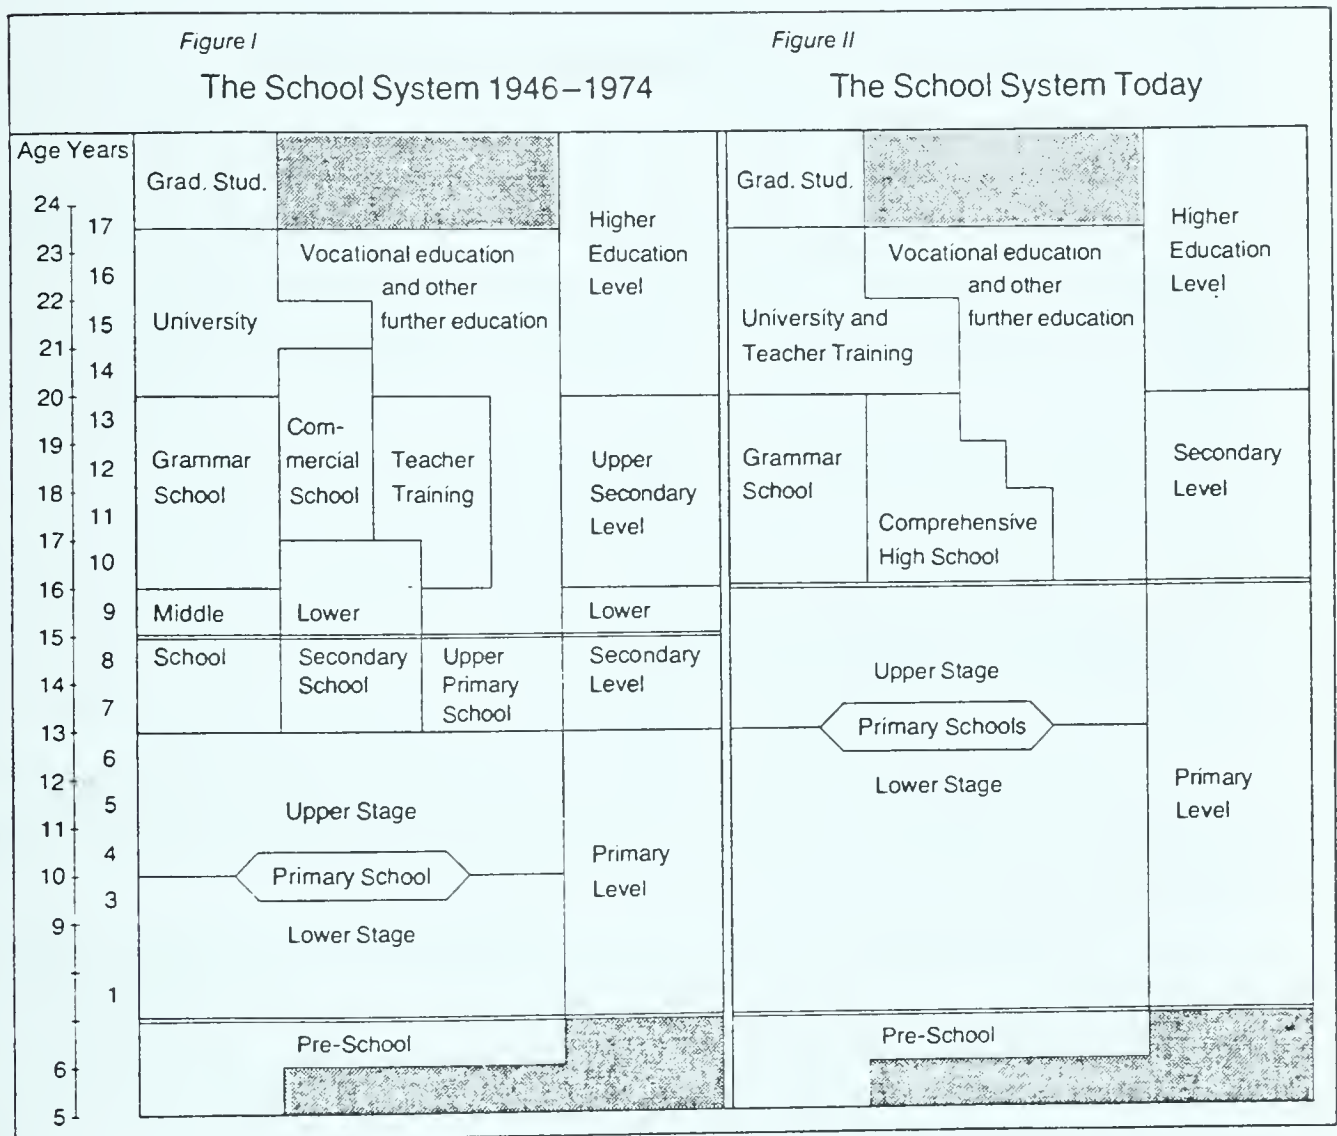 Figure I
The School System 1946–1974
Figure II
The School System Today
Age Years
24
23
22
21
20
19
18
17
16
15
14
13
12
11
10
9
6
5
17
16
15
14
13
12
11
10
9
8
7
6
5
4
3
1
Grad. Stud.
Vocational education
and other
further education
University
Higher
Education
Level
Grammar
School
Com-
mercial
School
Teacher
Training
Upper
Secondary
Level
Middle
School
Lower
Secondary
School
Upper
Primary
School
Lower
Secondary
Level
Upper Stage
Primary School
Lower Stage
Primary
Level
Pre-School
Grad. Stud.
Vocational education
and other
further education
University and
Teacher Training
Higher
Education
Level
Grammar
School
Comprehensive
High School
Secondary
Level
Upper Stage
Primary Schools
Lower Stage
Primary
Level
Pre-School